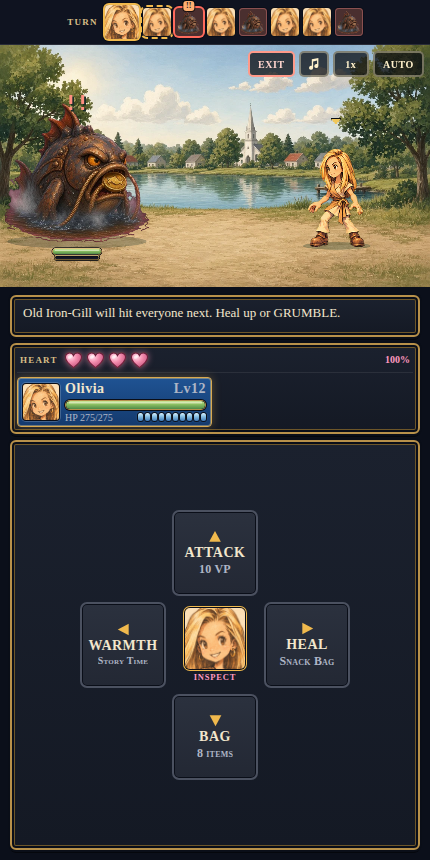 TURN
!!
EXIT
1x
AUTO
Old Iron-Gill will hit everyone next. Heal up or GRUMBLE.
HEART
100%
Olivia Lv12
HP 275/275
ATTACK
10 VP
WARMTH
Story Time
HEAL
Snack Bag
INSPECT
BAG
8 items